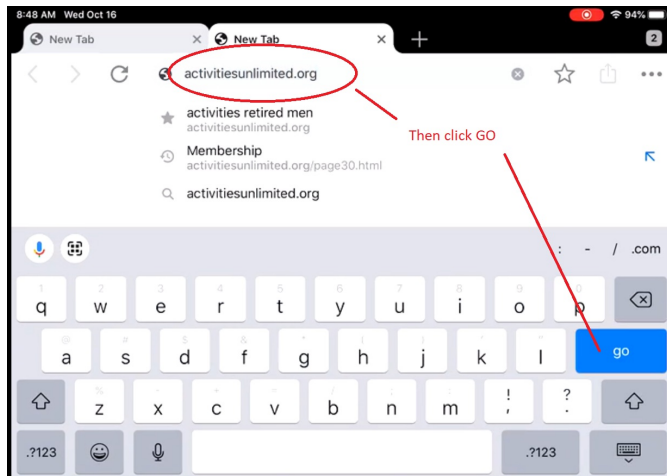 8:48 AM Wed Oct 16
94%
New Tab
New Tab
2
activitiesunlimited.org
activities retired men
activitiesunlimited.org
Then click GO
Membership
activitiesunlimited.org/page30.html
activitiesunlimited.org
: - / .com
1 2 3 4 5 6 7 8 9 0
q w e r t y u i o p
@ # $ & * ( ) ' "
a s d f g h j k l go
% - + = / ; : ! ?
z x c v b n m , .
.?123 .?123